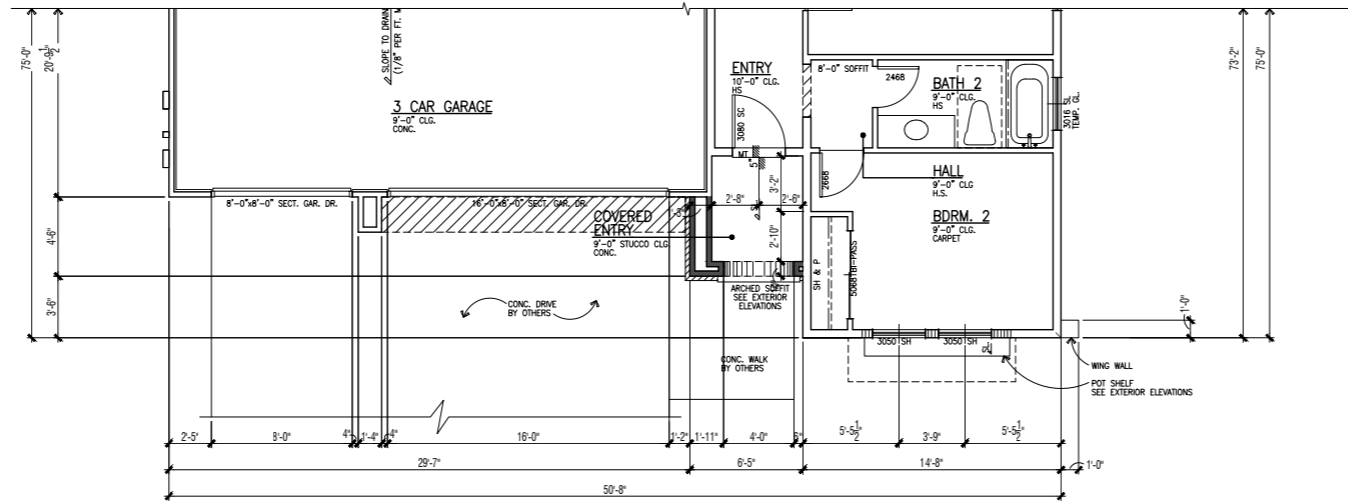 75'-0"
20'-9 1/2"
SLOPE TO DRAIN
(1/8" PER FT. M
3 CAR GARAGE
9'-0" CLG.
CONC.
ENTRY
10'-0" CLG.
HS
3080 SC
MT
5"
8'-0" SOFFIT
2468
BATH 2
9'-0" CLG.
HS
3016 SL
TEMP. GL.
73'-2"
75'-0"
2668
HALL
9'-0" CLG
H.S.
BDRM. 2
9'-0" CLG.
CARPET
8'-0"x8'-0" SECT. GAR. DR.
16'-0"x8'-0" SECT. GAR. DR.
2'-8"
2'-6"
3'-2"
2'-10"
COVERED
ENTRY
9'-0" STUCCO CLG.
CONC.
4'-6"
3'-6"
SH & P
5068 BI-PASS
ARCHED SOFFIT
SEE EXTERIOR
ELEVATIONS
CONC. DRIVE
BY OTHERS
CONC. WALK
BY OTHERS
3050 SH
3050 SH
1'-0"
WING WALL
POT SHELF
SEE EXTERIOR ELEVATIONS
2'-5"
8'-0"
4"
1'-4"
4"
16'-0"
1'-2"
1'-11"
4'-0"
6"
5'-5 1/2"
3'-9"
5'-5 1/2"
29'-7"
6'-5"
14'-8"
1'-0"
50'-8"